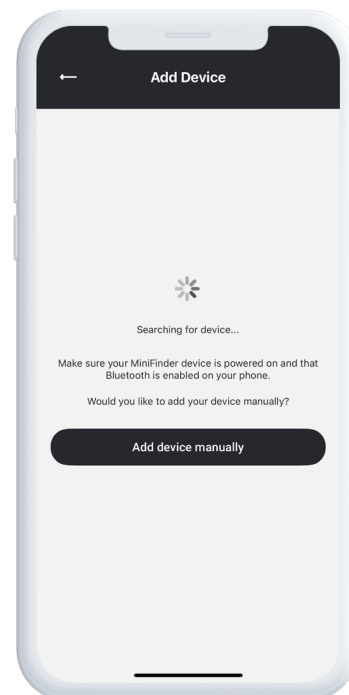 Add Device
Searching for device...
Make sure your MiniFinder device is powered on and that
Bluetooth is enabled on your phone.
Would you like to add your device manually?
Add device manually